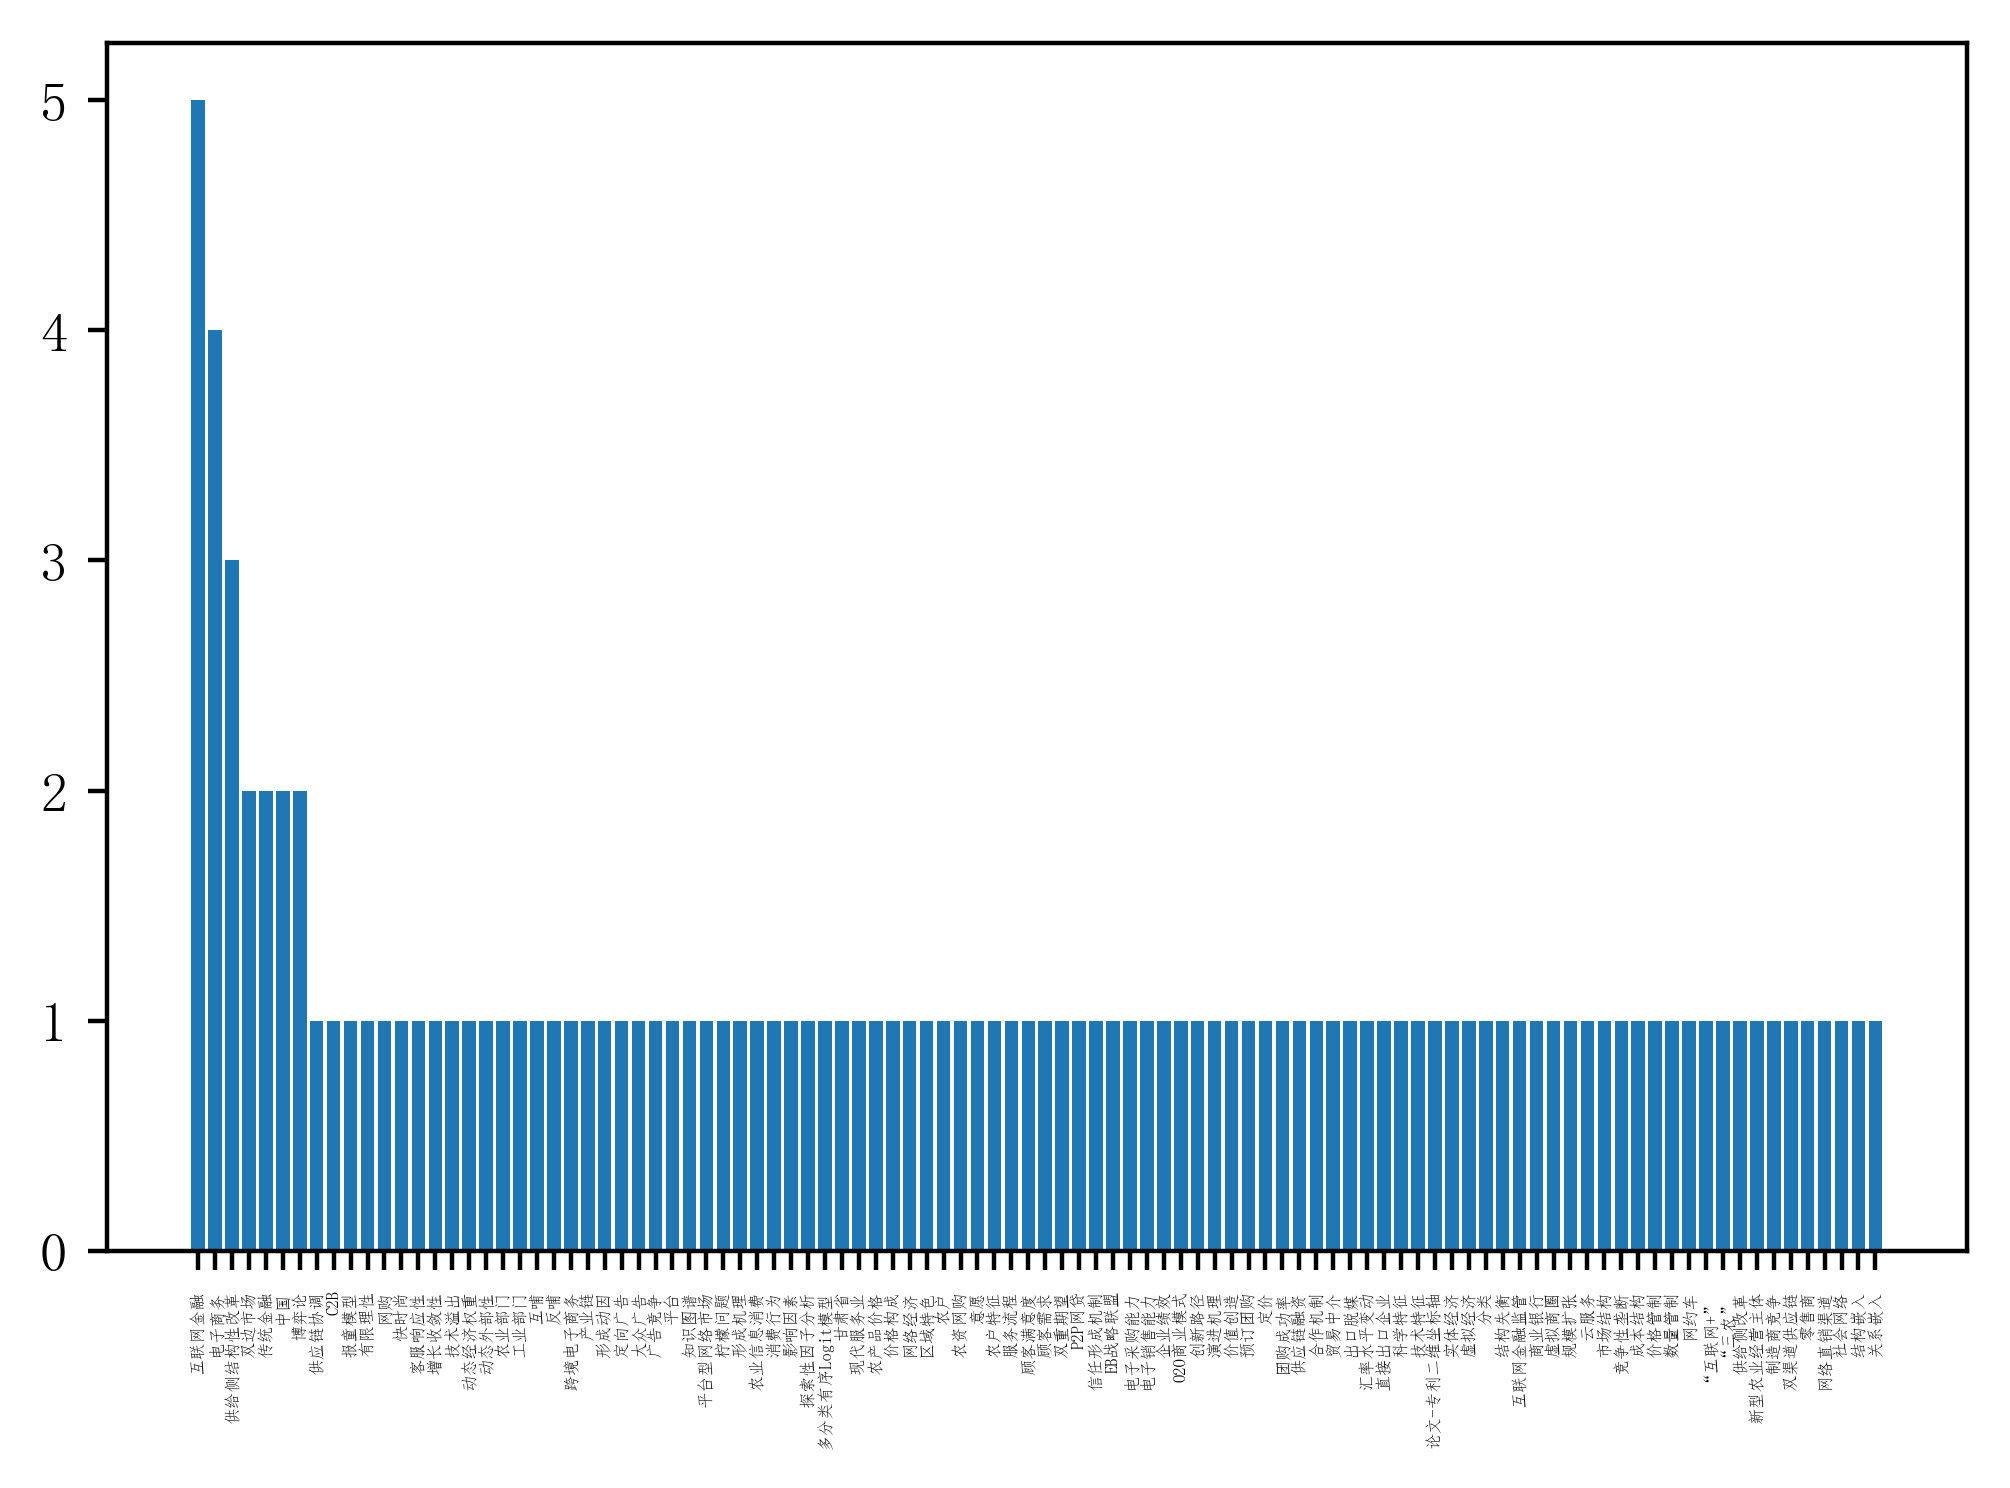 5
4
3
2
1
0
互联网金融
电子商务
供给侧结构性改革
双边市场
传统金融
中国
博弈论
供应链协调
C2B
报童模型
有限理性
网购
快时尚
客服响应性
增长收敛性
技术溢出
动态经济权重
动态外部性
农业部门
工业部门
互哺
反哺
跨境电子商务
产业链
形成动因
定向广告
大众广告
广告竞争
平台
知识图谱
平台型网络市场
柠檬问题
形成机理
农业信息消费
消费行为
影响因素
探索性因子分析
多分类有序Logit模型
甘肃省
现代服务业
农产品价格
价格构成
网络经济
区域特色
农户
农资网购
意愿
农户特征
服务流程
顾客满意度
顾客需求
双重期望
P2P网贷
信任形成机制
EB战略联盟
电子采购能力
电子销售能力
企业绩效
O2O商业模式
创新路径
演进机理
价值创造
预订团购
定价
团购成功率
供应链融资
合作机制
贸易中介
出口脱媒
汇率水平变动
直接出口企业
科学特征
技术特征
论文-专利二维坐标轴
实体经济
虚拟经济
分类
结构失衡
互联网金融监管
商业银行
虚拟商圈
规模扩张
云服务
市场结构
竞争性垄断
成本结构
价格管制
数量管制
网约车
“互联网+”
“三农”
供给侧改革
新型农业经营主体
制造商竞争
双渠道供应链
零售商
网络直销渠道
社会网络
结构嵌入
关系嵌入